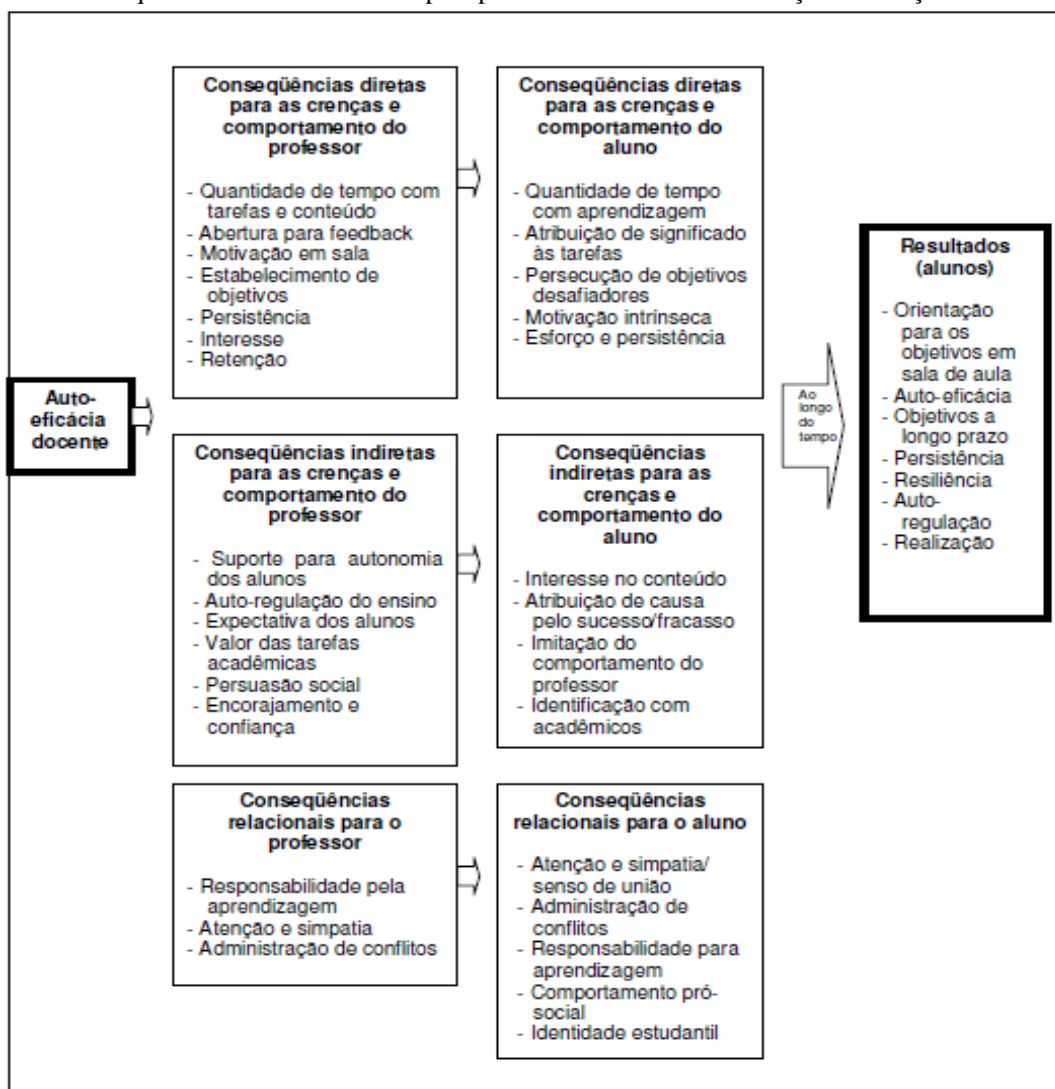 Auto-
eficácia
docente
Conseqüências diretas
para as crenças e
comportamento do
professor
- Quantidade de tempo com
tarefas e conteúdo
- Abertura para feedback
- Motivação em sala
- Estabelecimento de
objetivos
- Persistência
- Interesse
- Retenção
Conseqüências diretas
para as crenças e
comportamento do
aluno
- Quantidade de tempo
com aprendizagem
- Atribuição de significado
às tarefas
- Persecução de objetivos
desafiadores
- Motivação intrínseca
- Esforço e persistência
Conseqüências indiretas
para as crenças e
comportamento do
professor
- Suporte para autonomia
dos alunos
- Auto-regulação do ensino
- Expectativa dos alunos
- Valor das tarefas
acadêmicas
- Persuasão social
- Encorajamento e
confiança
Conseqüências
indiretas para as
crenças e
comportamento do
aluno
- Interesse no conteúdo
- Atribuição de causa
pelo sucesso/fracasso
- Imitação do
comportamento do
professor
- Identificação com
acadêmicos
Conseqüências
relacionais para o
professor
- Responsabilidade pela
aprendizagem
- Atenção e simpatia
- Administração de conflitos
Conseqüências
relacionais para o aluno
- Atenção e simpatia/
senso de união
- Administração de
conflitos
- Responsabilidade para
aprendizagem
- Comportamento pró-
social
- Identidade estudantil
Ao
longo
do
tempo
Resultados
(alunos)
- Orientação
para os
objetivos em
sala de aula
- Auto-eficácia
- Objetivos a
longo prazo
- Persistência
- Resiliência
- Auto-
regulação
- Realização